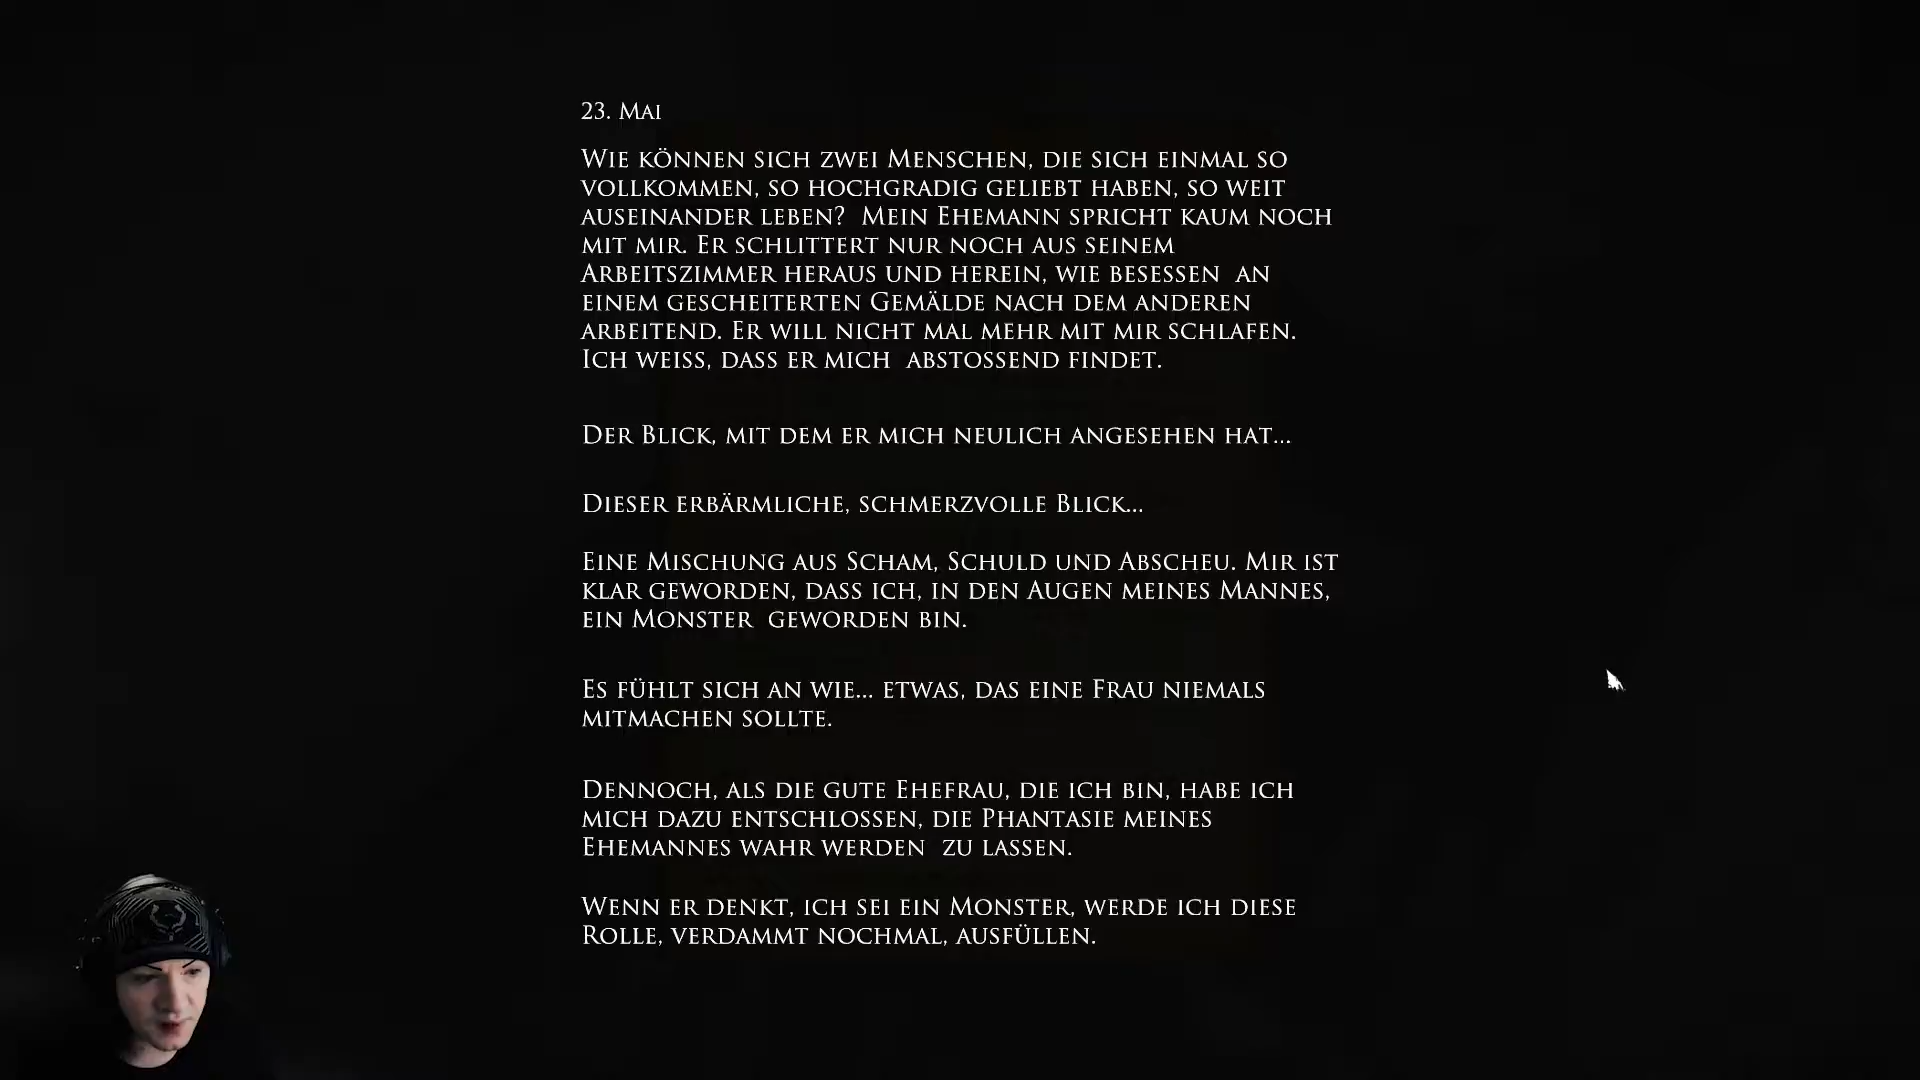 23. Mai
Wie können sich zwei Menschen, die sich einmal so
vollkommen, so hochgradig geliebt haben, so weit
auseinander leben?  Mein Ehemann spricht kaum noch
mit mir. Er schlittert nur noch aus seinem
Arbeitszimmer heraus und herein, wie besessen  an
einem gescheiterten Gemälde nach dem anderen
arbeitend. Er will nicht mal mehr mit mir schlafen.
Ich weiss, dass er mich  abstossend findet.
Der Blick, mit dem er mich neulich angesehen hat...
Dieser erbärmliche, schmerzvolle Blick...
Eine Mischung aus Scham, Schuld und Abscheu. Mir ist
klar geworden, dass ich, in den Augen meines Mannes,
ein Monster  geworden bin.
Es fühlt sich an wie... etwas, das eine Frau niemals
mitmachen sollte.
Dennoch, als die gute Ehefrau, die ich bin, habe ich
mich dazu entschlossen, die Phantasie meines
Ehemannes wahr werden  zu lassen.
Wenn er denkt, ich sei ein Monster, werde ich diese
Rolle, verdammt nochmal, ausfüllen.